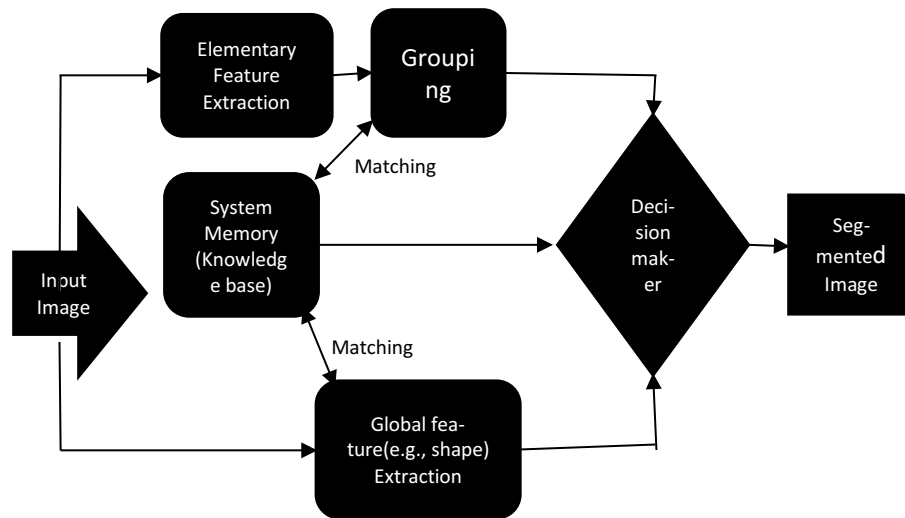 Elementary
Feature
Extraction
Groupi
ng
Matching
System
Memory
(Knowledg
e base)
Input
Image
Deci-
sion
mak-
er
Seg-
mented
Image
Matching
Global fea-
ture(e.g., shape)
Extraction